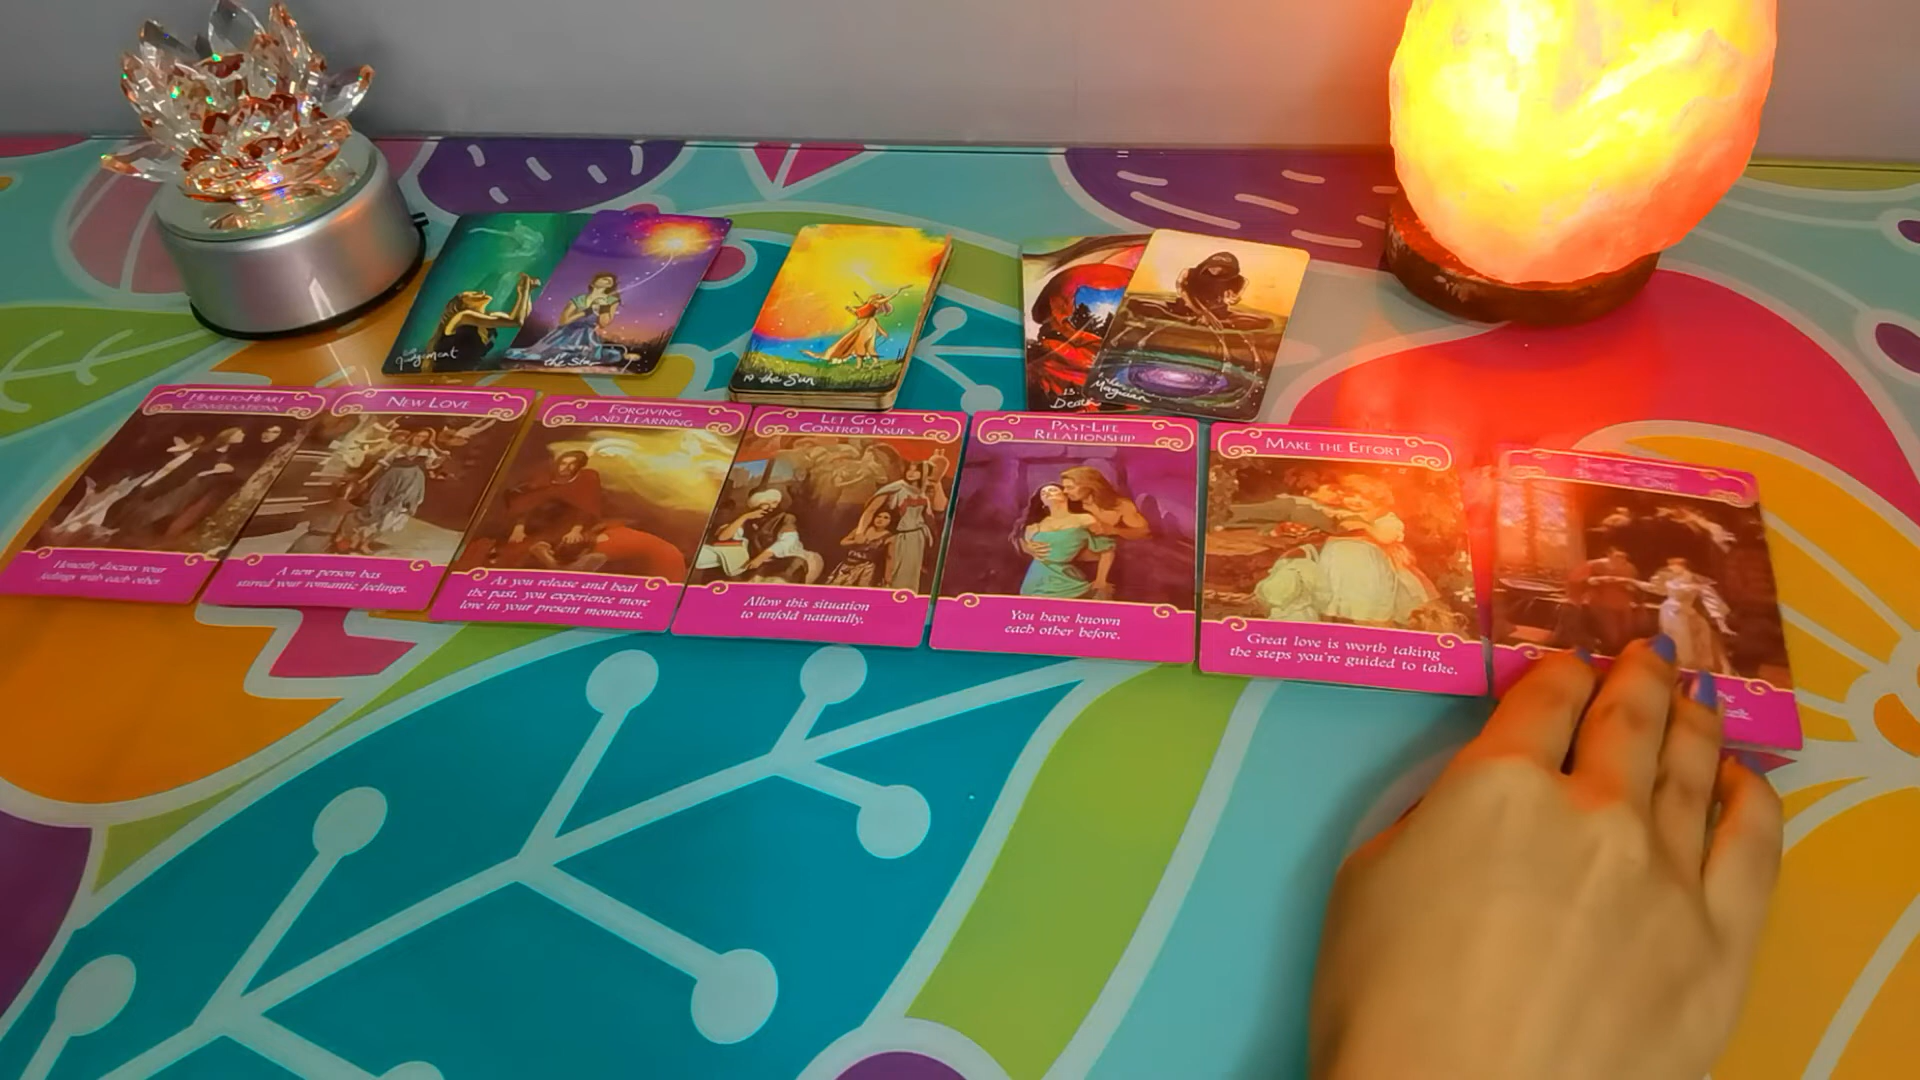 Judgement
the Star
19 the Sun
13.
Death
the
Magician
HEART-TO-HEART
CONVERSATIONS
Honestly discuss your
feelings with each other.
NEW LOVE
A new person has
stirred your romantic feelings.
FORGIVING
AND LEARNING
As you release and heal
the past, you experience more
love in your present moments.
LET GO OF
CONTROL ISSUES
Allow this situation
to unfold naturally.
PAST-LIFE
RELATIONSHIP
You have known
each other before.
MAKE THE EFFORT
Great love is worth taking
the steps you're guided to take.